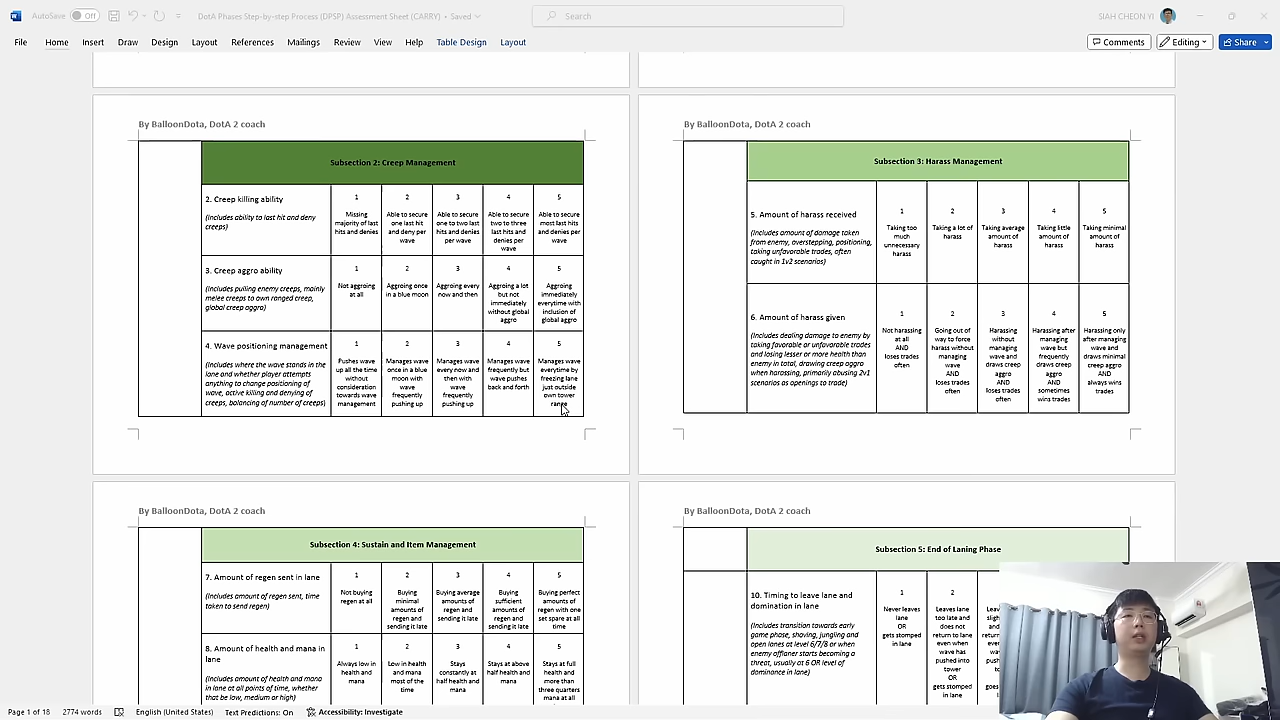 AutoSave Off
DotA Phases Step-by-step Process (DPSP) Assessment Sheet (CARRY) • Saved
Search
SIAH CHEON YI
File Home Insert Draw Design Layout References Mailings Review View Help Table Design Layout
Comments Editing Share
By BallonDota, DotA 2 coach
Subsection 2: Creep Management
2. Creep killing ability
(Includes ability to last hit and deny
creeps)
1
Missing
majority of last
hits and denies
2
Able to secure
one last hit
and deny per
wave
3
Able to secure
one to two last
hits and denies
per wave
4
Able to secure
two to three
last hits and
denies per
wave
5
Able to secure
most last hits
and denies per
wave
3. Creep aggro ability
(Includes pulling enemy creeps, mainly
melee creeps to own ranged creep,
global creep aggro)
1
Not aggroing
at all
2
Aggroing once
in a blue moon
3
Aggroing every
now and then
4
Aggroing a lot
but not
immediately
without global
aggro
5
Aggroing
immediately
everytime with
inclusion of
global aggro
4. Wave positioning management
(Includes where the wave stands in the
lane and whether player attempts
anything to change positioning of
wave, active killing and denying of
creeps, balancing of number of creeps)
1
Pushes wave
up all the time
without
consideration
towards wave
management
2
Manages wave
once in a blue
moon with
wave
frequently
pushing up
3
Manages wave
every now and
then with
wave
frequently
pushing up
4
Manages wave
frequently but
wave pushes
back and forth
5
Manages wave
everytime by
freezing lane
just outside
own tower
range
By BalloonDota, DotA 2 coach
Subsection 3: Harass Management
5. Amount of harass received
(Includes amount of damage taken
from enemy, overstepping, positioning,
taking unfavorable trades, often
caught in 1v2 scenarios)
1
Taking too
much
unnecessary
harass
2
Taking a lot of
harass
3
Taking average
amount of
harass
4
Taking little
amount of
harass
5
Taking minimal
amount of
harass
6. Amount of harass given
(Includes dealing damage to enemy by
taking favorable or unfavorable trades
and losing lesser or more health than
enemy in total, drawing creep aggro
when harassing, primarily abusing 2v1
scenarios as openings to trade)
1
Not harassing
at all
AND
loses trades
often
2
Going out of
way to force
harass without
managing
wave
AND
loses trades
often
3
Harassing
without
managing
wave and
draws creep
aggro
AND
loses trades
often
4
Harassing after
managing
wave but
frequently
draws creep
aggro
AND
sometimes
wins trades
5
Harassing only
after managing
wave and
draws minimal
creep aggro
AND
always wins
trades
By BalloonDota, DotA 2 coach
Subsection 4: Sustain and Item Management
7. Amount of regen sent in lane
(Includes amount of regen sent, time
taken to send regen)
1
Not buying
regen at all
2
Buying
minimal
amounts of
regen and
sending it late
3
Buying average
amounts of
regen and
sending it late
4
Buying
sufficient
amounts of
regen and
sending it late
5
Buying perfect
amounts of
regen with one
set spare at all
time
8. Amount of health and mana in
lane
(Includes amount of health and mana
in lane at all points of time, whether
that be low, medium or high)
1
Always low in
health and
mana
2
Low in health
and mana
most of the
time
3
Stays
constantly at
half health and
mana
4
Stays at above
half health and
mana
5
Stays at full
health and
more than
three quarters
mana at all
By BalloonDota, DotA 2 coach
Subsection 5: End of Laning Phase
10. Timing to leave lane and
domination in lane
(Includes transition towards early
game phase, shaving, jungling and
open lanes at level 6/7/8 or when
enemy offlaner starts becoming a
threat, usually at 6 OR level of
dominance in lane)
1
Never leaves
lane
OR
gets stomped
in lane
2
Leaves lane
too late and
does not
return to lane
even when
wave has
pushed into
tower
OR
gets stomped
in lane
Page 1 of 18 2774 words English (United States) Text Predictions: On Accessibility: Investigate